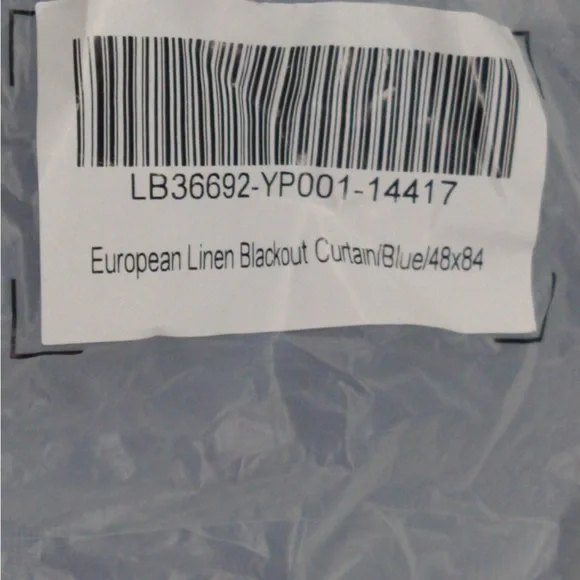 LB36692-YP001-14417
European Linen Blackout Curtain/Blue/48x84